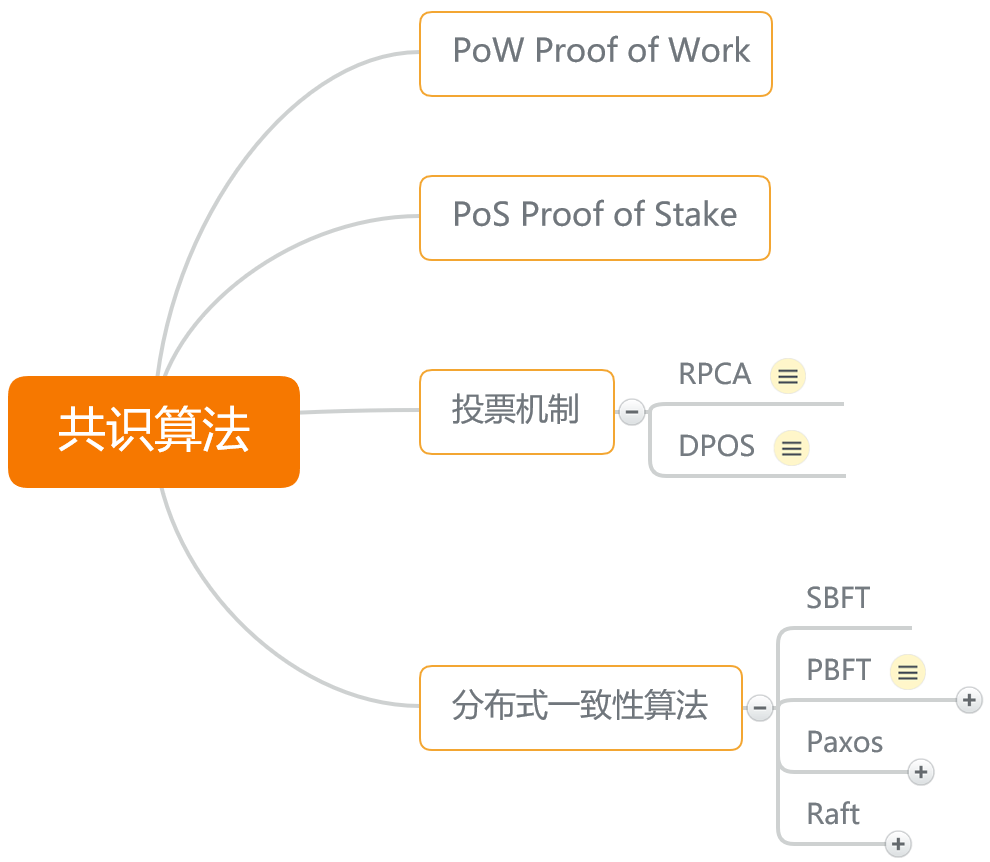 PoW Proof of Work
PoS Proof of Stake
共识算法
投票机制
RPCA
DPOS
分布式一致性算法
SBFT
PBFT
Paxos
Raft